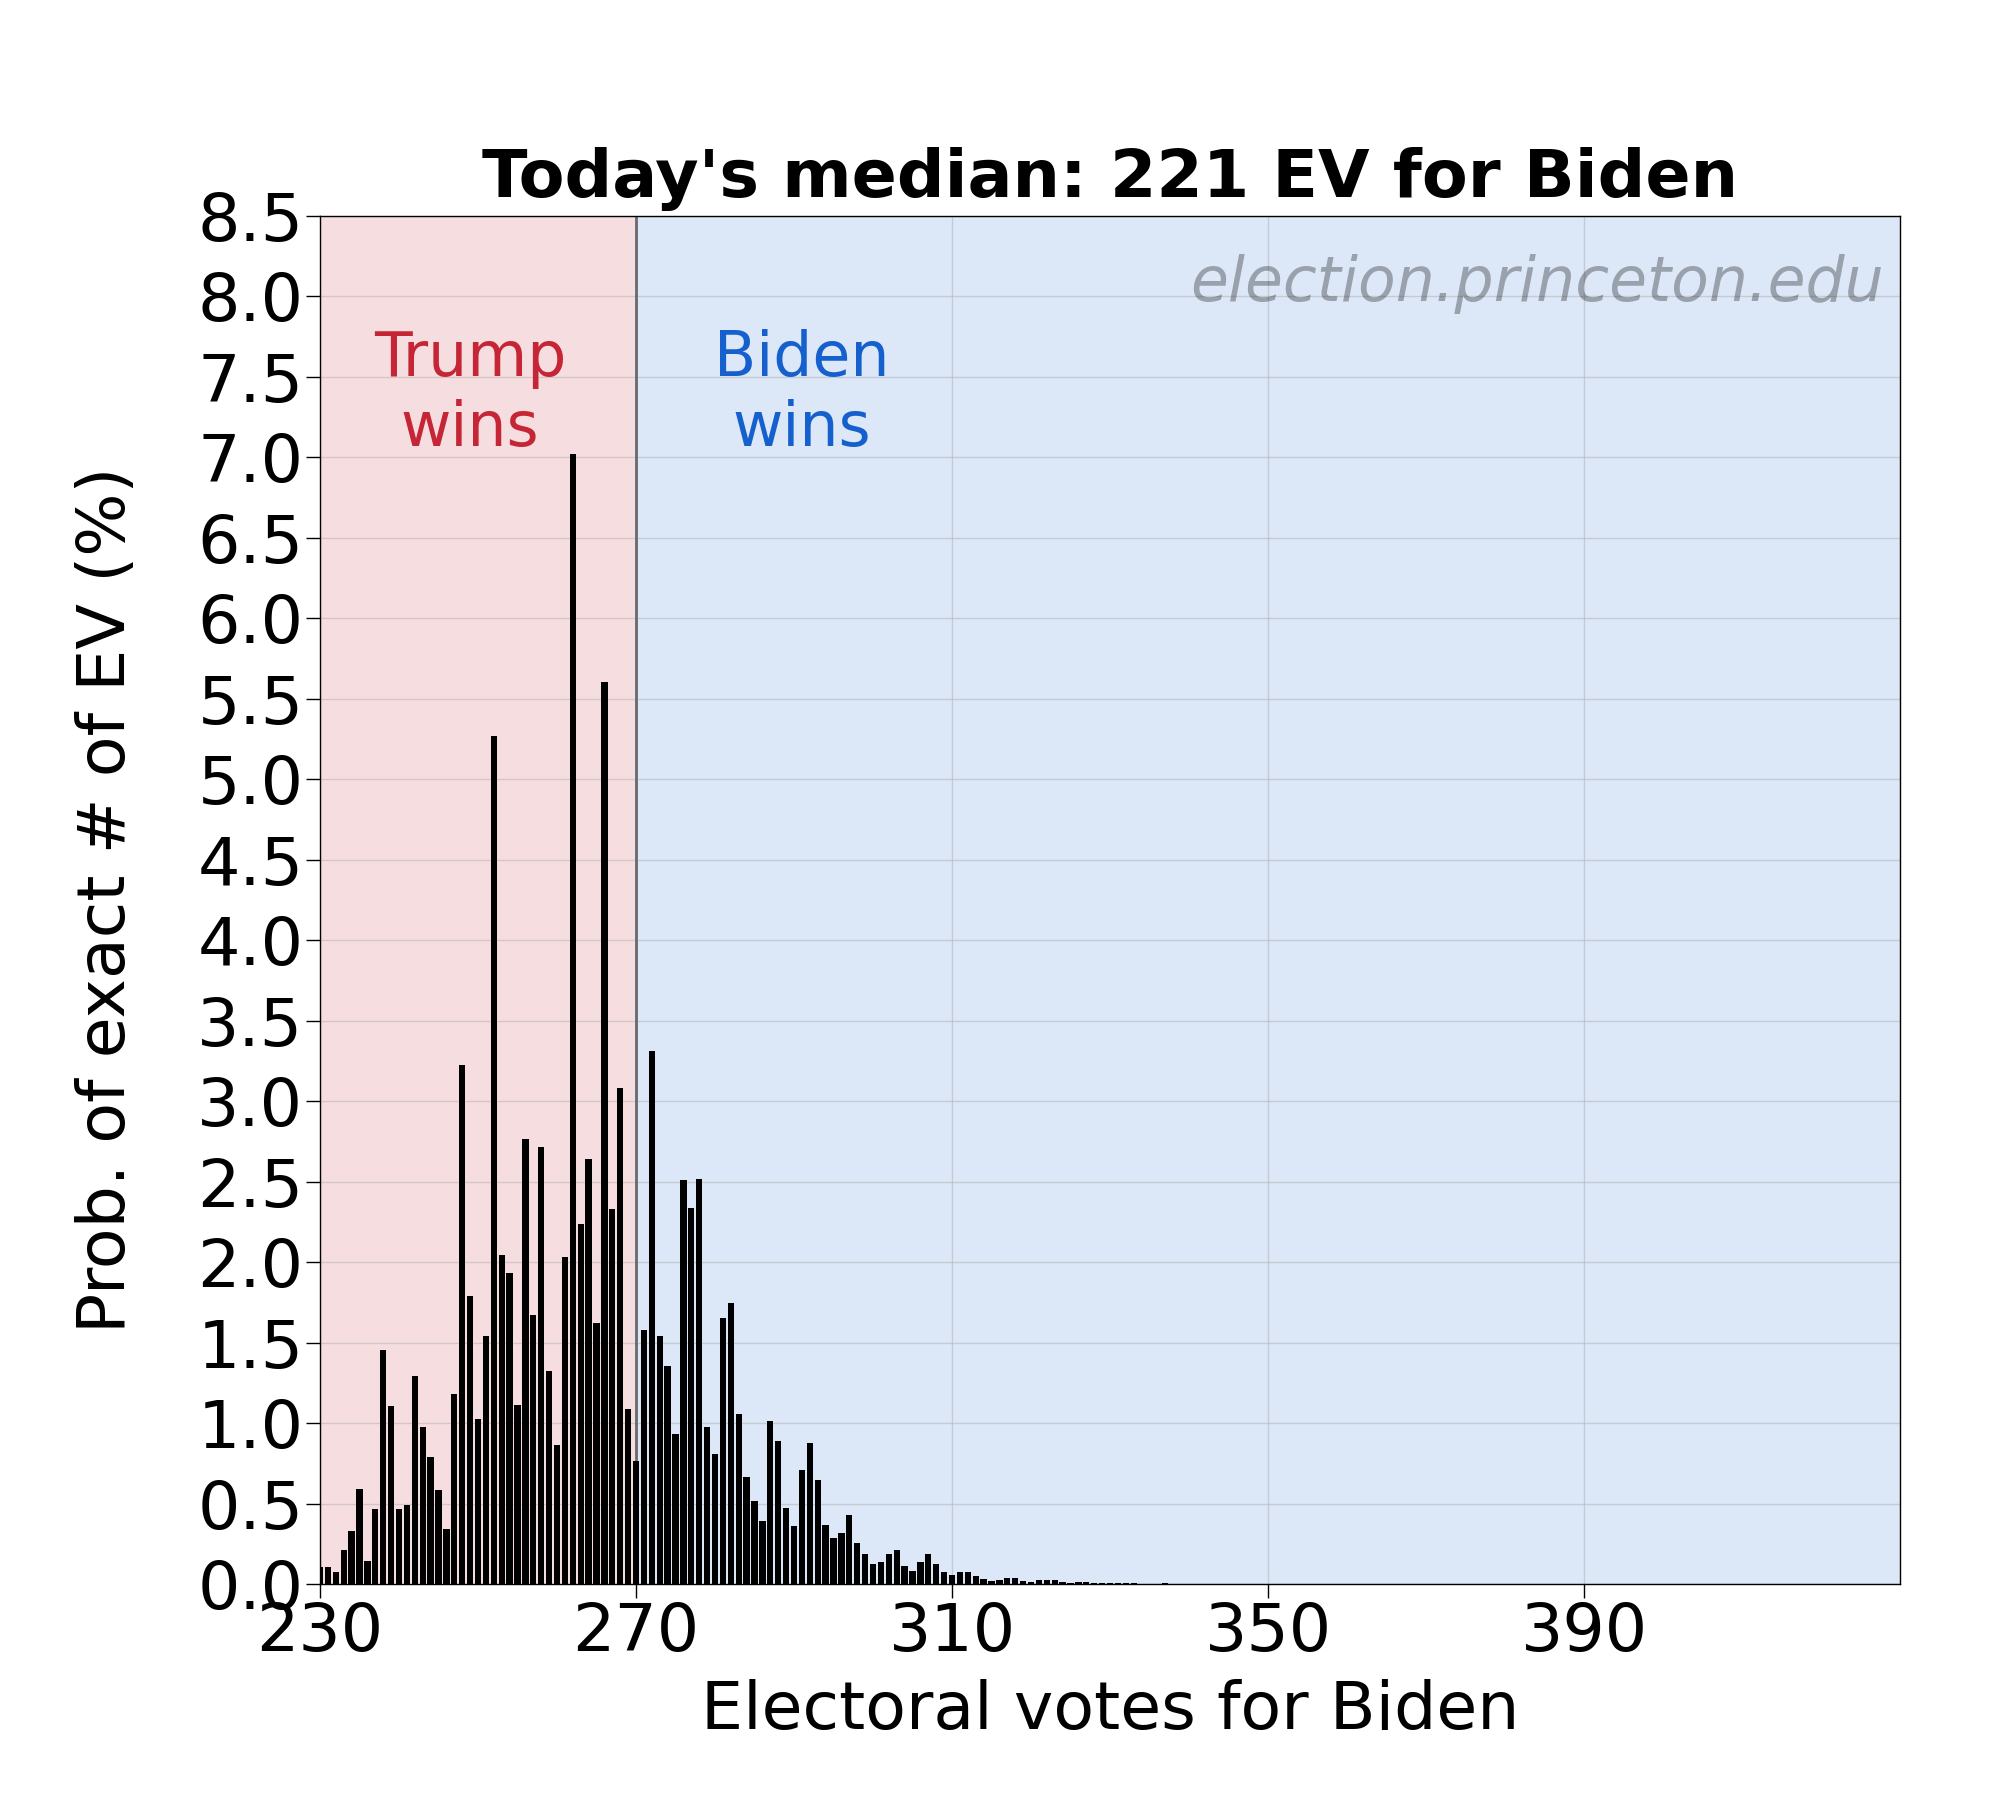 Today's median: 221 EV for Biden
election.princeton.edu
Trump
wins
Biden
wins
Prob. of exact # of EV (%)
8.5
8.0
7.5
7.0
6.5
6.0
5.5
5.0
4.5
4.0
3.5
3.0
2.5
2.0
1.5
1.0
0.5
0.0
230 270 310 350 390
Electoral votes for Biden